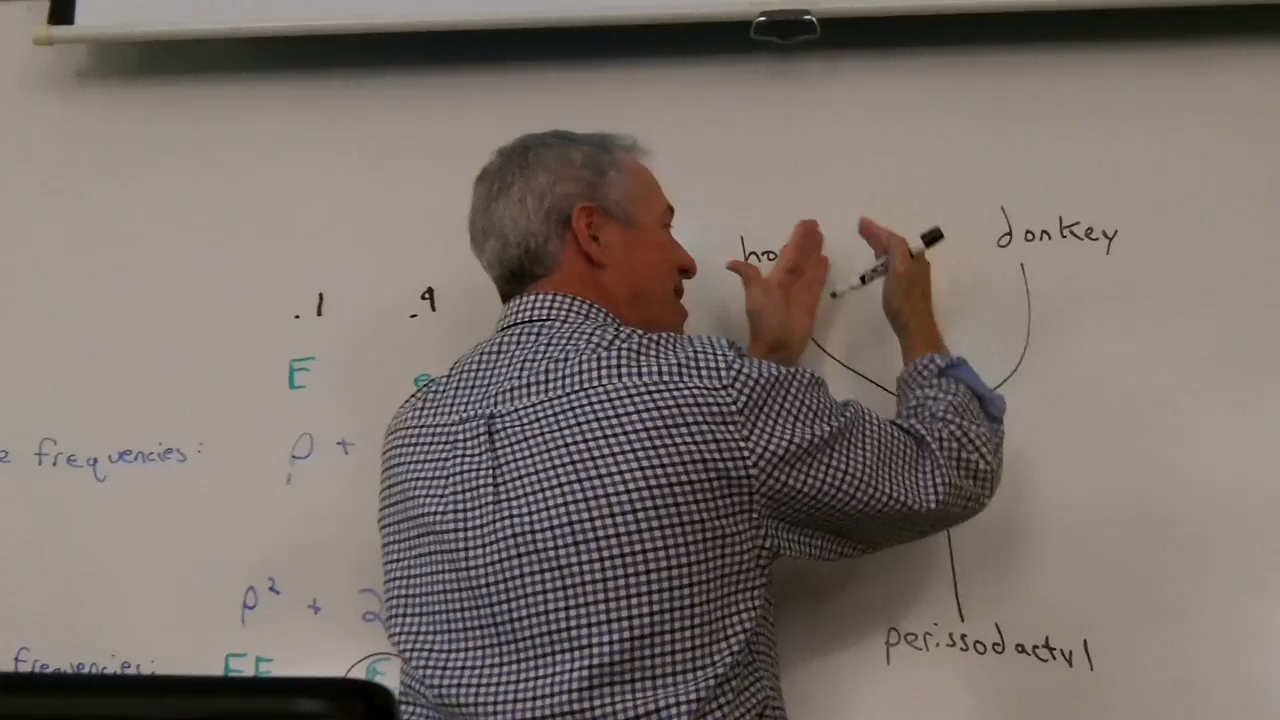 .1 .9
E e
frequencies: p +
p² + 2
frequencies: EE E
ho
donkey
perissodactyl